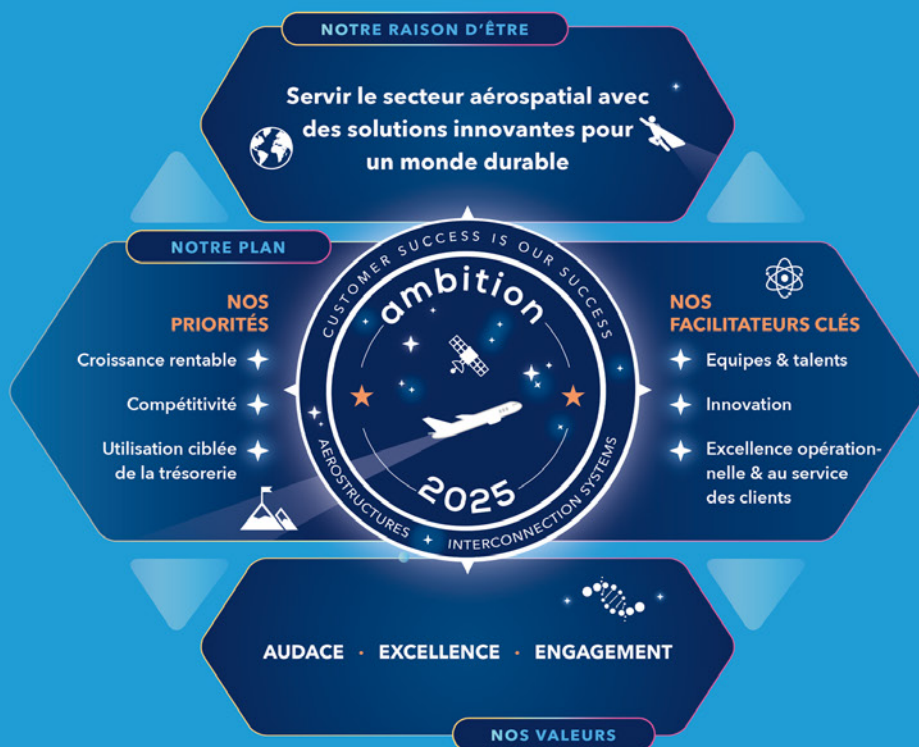 NOTRE RAISON D'ÊTRE
Servir le secteur aérospatial avec
des solutions innovantes pour
un monde durable
NOTRE PLAN
NOS
PRIORITÉS
Croissance rentable
Compétitivité
Utilisation ciblée
de la trésorerie
CUSTOMER SUCCESS IS OUR SUCCESS
ambition
2025
AEROSTRUCTURES
INTERCONNECTION SYSTEMS
NOS
FACILITATEURS CLÉS
Equipes & talents
Innovation
Excellence opération-
nelle & au service
des clients
AUDACE · EXCELLENCE · ENGAGEMENT
NOS VALEURS